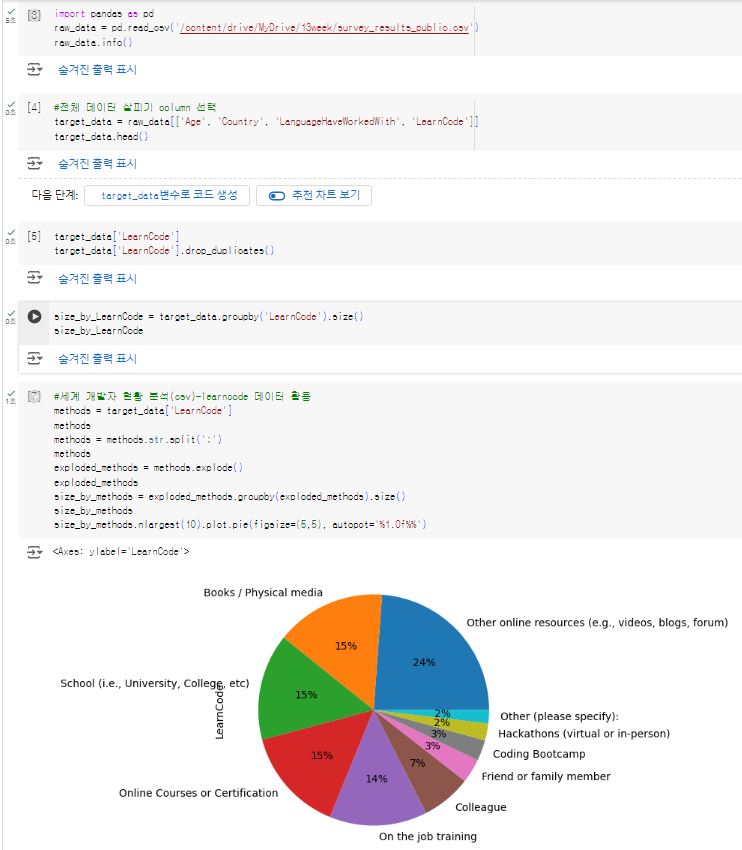 [3] import pandas as pd
5초 raw_data = pd.read_csv('/content/drive/MyDrive/13week/survey_results_public.csv')
raw_data.info()
숨겨진 출력 표시
[4] #전체 데이터 살피기 column 선택
0초 target_data = raw_data[['Age', 'Country', 'LanguageHaveWorkedWith', 'LearnCode']]
target_data.head()
숨겨진 출력 표시
다음 단계: target_data변수로 코드 생성 추천 차트 보기
[5] target_data['LearnCode']
0초 target_data['LearnCode'].drop_duplicates()
숨겨진 출력 표시
size_by_LearnCode = target_data.groupby('LearnCode').size()
0초 size_by_LearnCode
숨겨진 출력 표시
[7] #세계 개발자 현황 분석(csv)-learncode 데이터 활용
1초 methods = target_data['LearnCode']
methods
methods = methods.str.split(';')
methods
exploded_methods = methods.explode()
exploded_methods
size_by_methods = exploded_methods.groupby(exploded_methods).size()
size_by_methods
size_by_methods.nlargest(10).plot.pie(figsize=(5,5), autopct='%1.0f%%')
<Axes: ylabel='LearnCode'>
Books / Physical media
Other online resources (e.g., videos, blogs, forum)
15%
24%
School (i.e., University, College, etc)
15%
LearnCode
2%
Other (please specify):
2%
Hackathons (virtual or in-person)
3%
Coding Bootcamp
3%
Friend or family member
15%
7%
14%
Online Courses or Certification
Colleague
On the job training